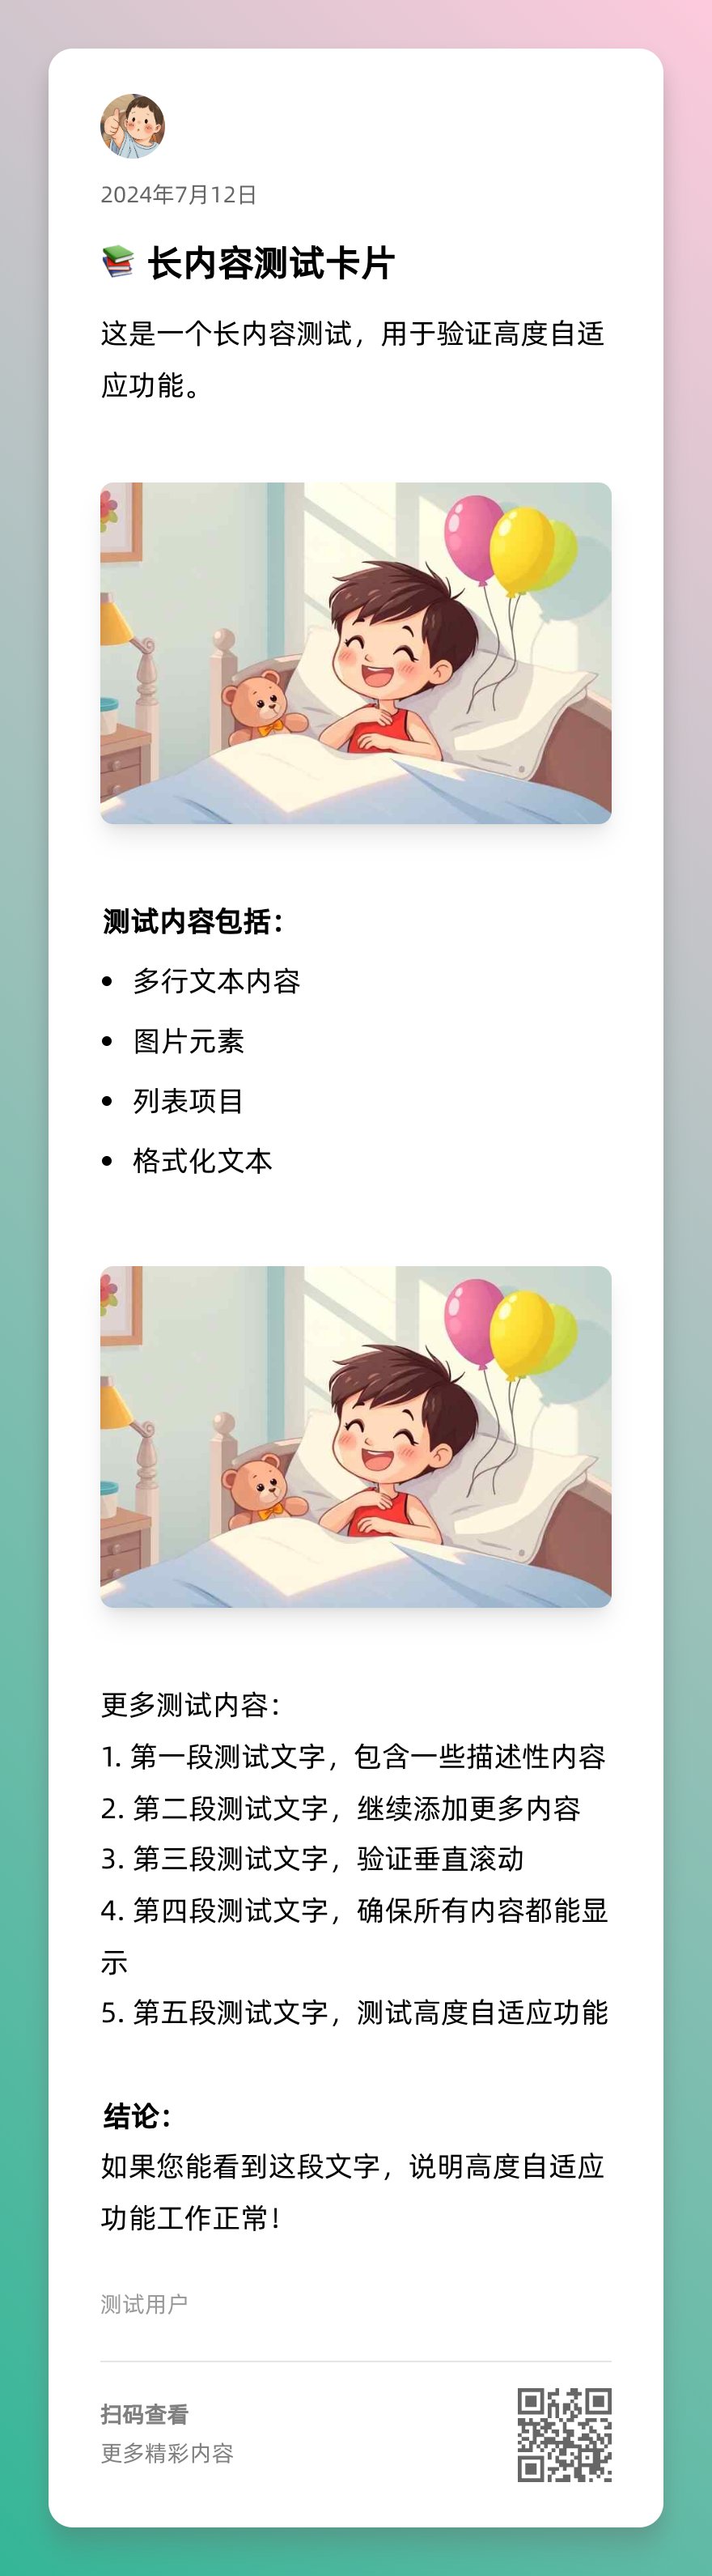 2024年7月12日
📚 长内容测试卡片
这是一个长内容测试，用于验证高度自适
应功能。
测试内容包括：
• 多行文本内容
• 图片元素
• 列表项目
• 格式化文本
更多测试内容：
1. 第一段测试文字，包含一些描述性内容
2. 第二段测试文字，继续添加更多内容
3. 第三段测试文字，验证垂直滚动
4. 第四段测试文字，确保所有内容都能显
示
5. 第五段测试文字，测试高度自适应功能
结论：
如果您能看到这段文字，说明高度自适应
功能工作正常！
测试用户
扫码查看
更多精彩内容